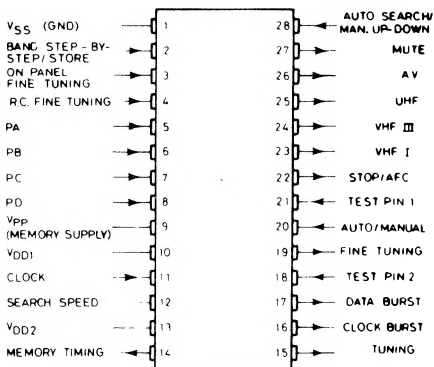 VSS (GND)
BAND STEP-BY-
STEP/STORE
ON PANEL
FINE TUNING
R.C. FINE TUNING
PA
PB
PC
PD
VPP
(MEMORY SUPPLY)
VDD1
CLOCK
SEARCH SPEED
VDD2
MEMORY TIMING
1
2
3
4
5
6
7
8
9
10
11
12
13
14
28
27
26
25
24
23
22
21
20
19
18
17
16
15
AUTO SEARCH/
MAN. UP-DOWN
MUTE
AV
UHF
VHF III
VHF I
STOP/AFC
TEST PIN 1
AUTO/MANUAL
FINE TUNING
TEST PIN 2
DATA BURST
CLOCK BURST
TUNING